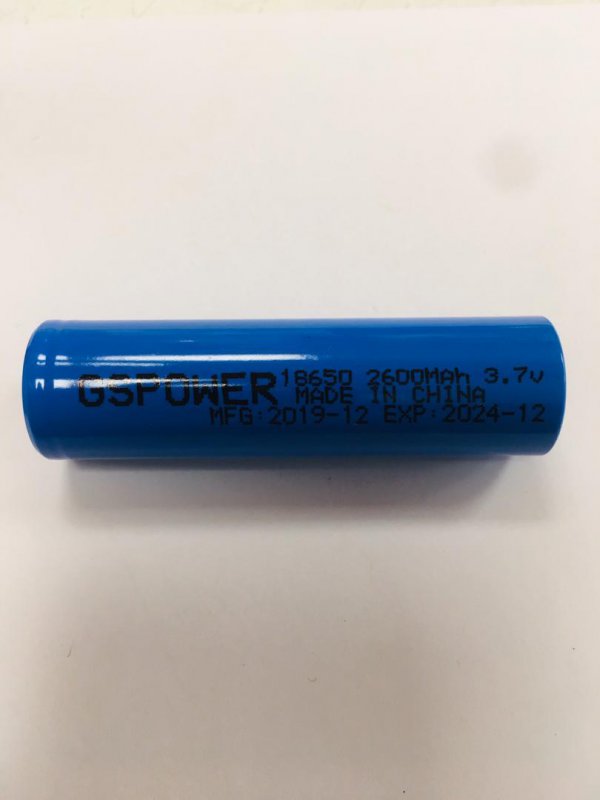 GSPOWER 18650 2600MAh 3.7v
MADE IN CHINA
MFG:2019-12 EXP:2024-12